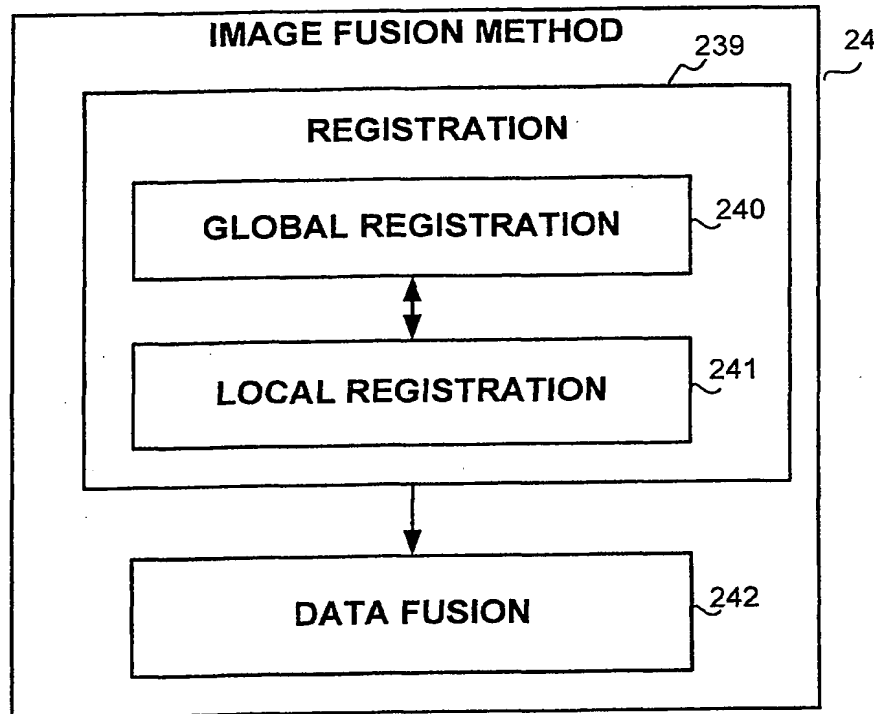 IMAGE FUSION METHOD
24
239
REGISTRATION
GLOBAL REGISTRATION
240
LOCAL REGISTRATION
241
DATA FUSION
242